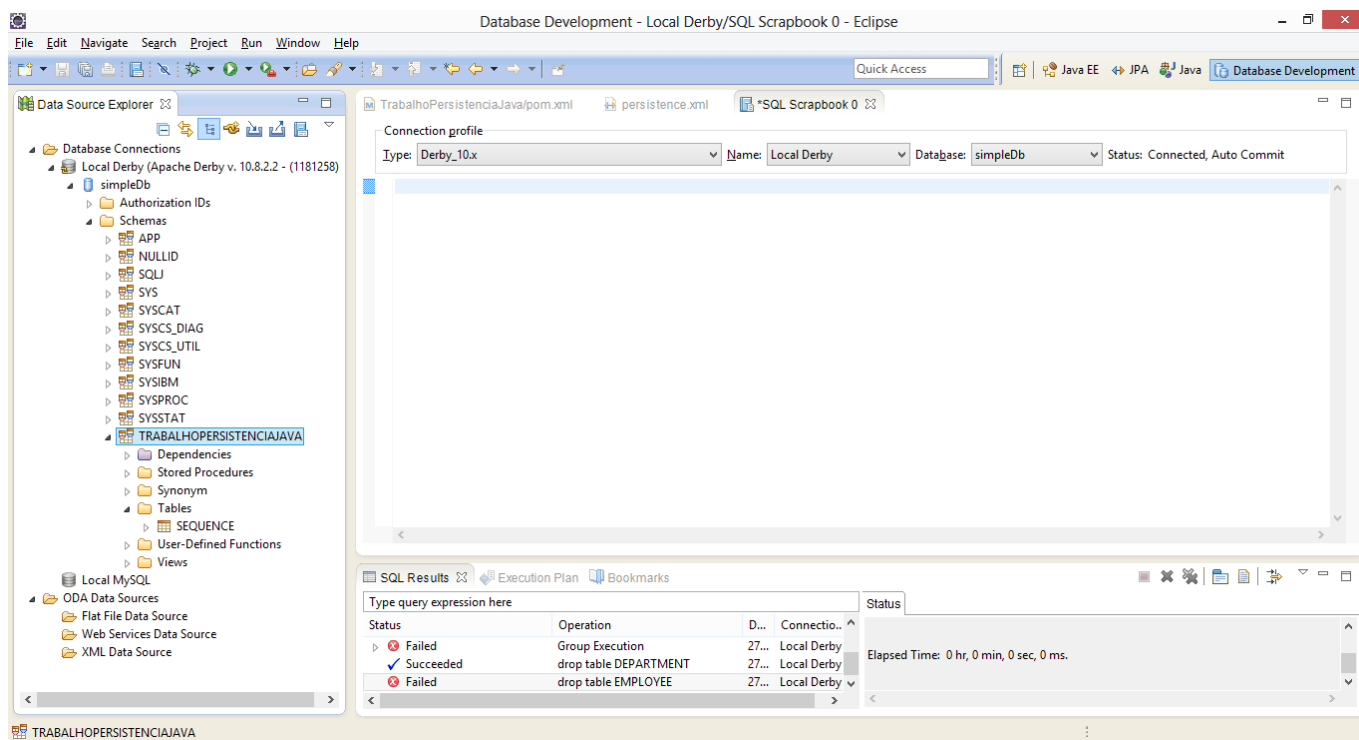 Database Development - Local Derby/SQL Scrapbook 0 - Eclipse
File Edit Navigate Search Project Run Window Help
Quick Access
Java EE JPA Java Database Development
Data Source Explorer
Database Connections
Local Derby (Apache Derby v. 10.8.2.2 - (1181258)
simpleDb
Authorization IDs
Schemas
APP
NULLID
SQLJ
SYS
SYSCAT
SYSCS_DIAG
SYSCS_UTIL
SYSFUN
SYSIBM
SYSPROC
SYSSTAT
TRABALHOPERSISTENCIAJAVA
Dependencies
Stored Procedures
Synonym
Tables
SEQUENCE
User-Defined Functions
Views
Local MySQL
ODA Data Sources
Flat File Data Source
Web Services Data Source
XML Data Source
TrabalhoPersistenciaJava/pom.xml persistence.xml *SQL Scrapbook 0
Connection profile
Type: Derby_10.x Name: Local Derby Database: simpleDb Status: Connected, Auto Commit
SQL Results Execution Plan Bookmarks
Type query expression here
Status Operation D... Connectio..
Failed Group Execution 27... Local Derby
Succeeded drop table DEPARTMENT 27... Local Derby
Failed drop table EMPLOYEE 27... Local Derby
Status
Elapsed Time: 0 hr, 0 min, 0 sec, 0 ms.
TRABALHOPERSISTENCIAJAVA